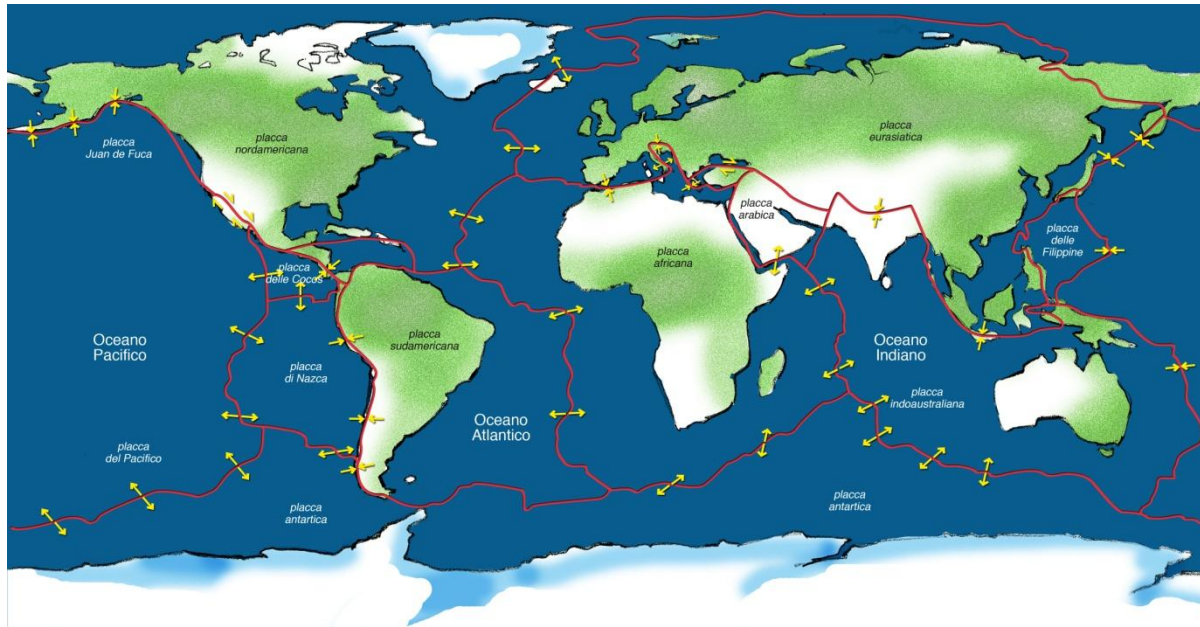 placca
Juan de Fuca
placca
nordamericana
placca
eurasiatica
placca
arabica
placca
delle
Filippine
placca
africana
placca
delle Cocos
Oceano
Pacifico
placca
sudamericana
Oceano
Indiano
placca
di Nazca
placca
indoaustraliana
Oceano
Atlantico
placca
del Pacifico
placca
antartica
placca
antartica